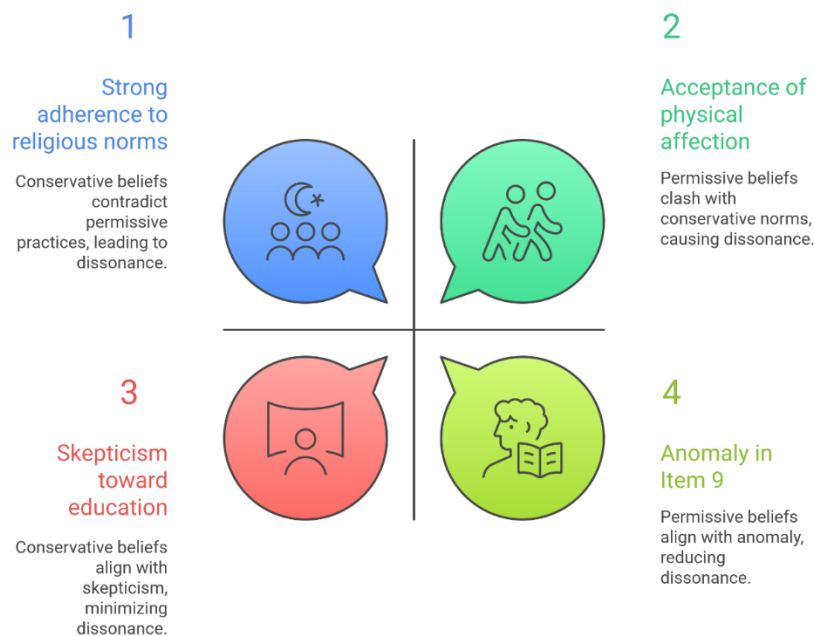 1
Strong
adherence to
religious norms
Conservative beliefs
contradict
permissive
practices, leading to
dissonance.
2
Acceptance of
physical
affection
Permissive beliefs
clash with
conservative norms,
causing dissonance.
3
Skepticism
toward
education
Conservative beliefs
align with
skepticism,
minimizing
dissonance.
4
Anomaly in
Item 9
Permissive beliefs
align with anomaly,
reducing
dissonance.